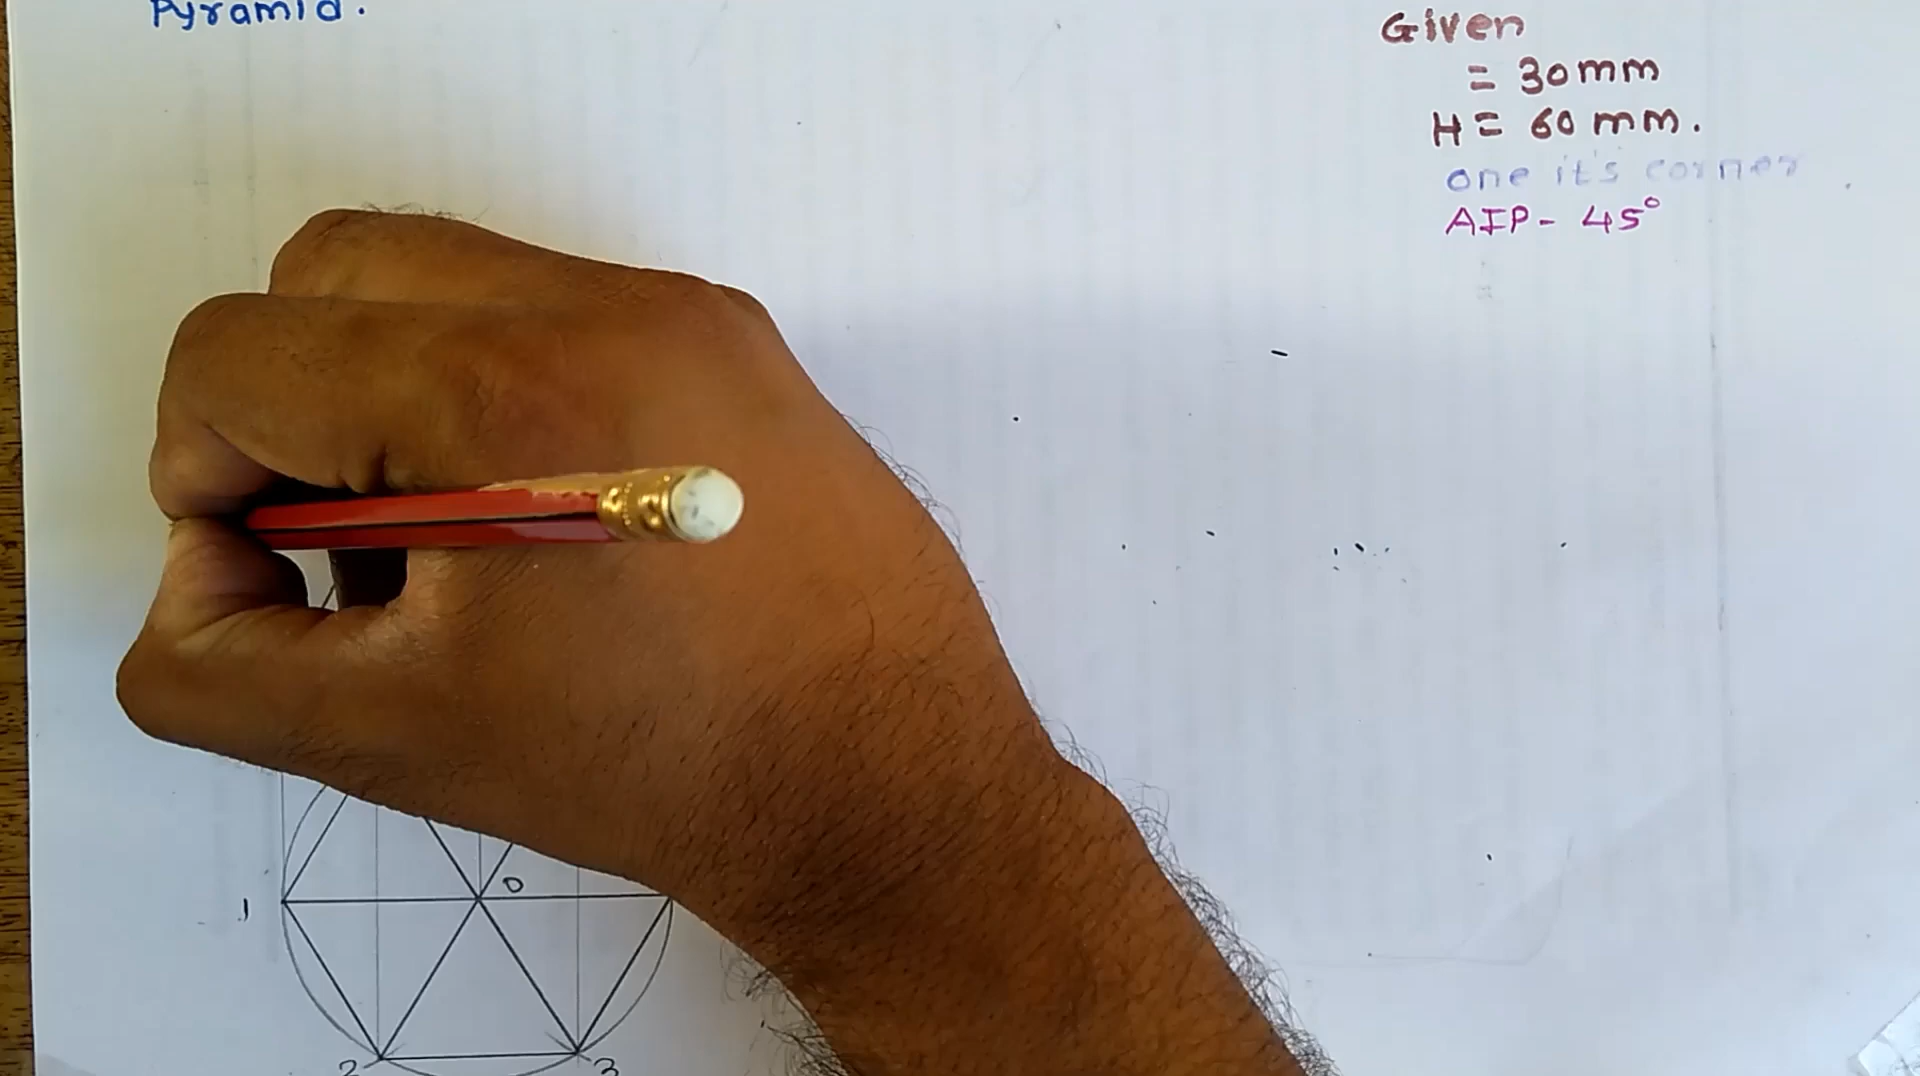 Pyramid.
Given
= 30mm
H = 60 mm.
one it's corner
AIP - 45°
0
1
2
3